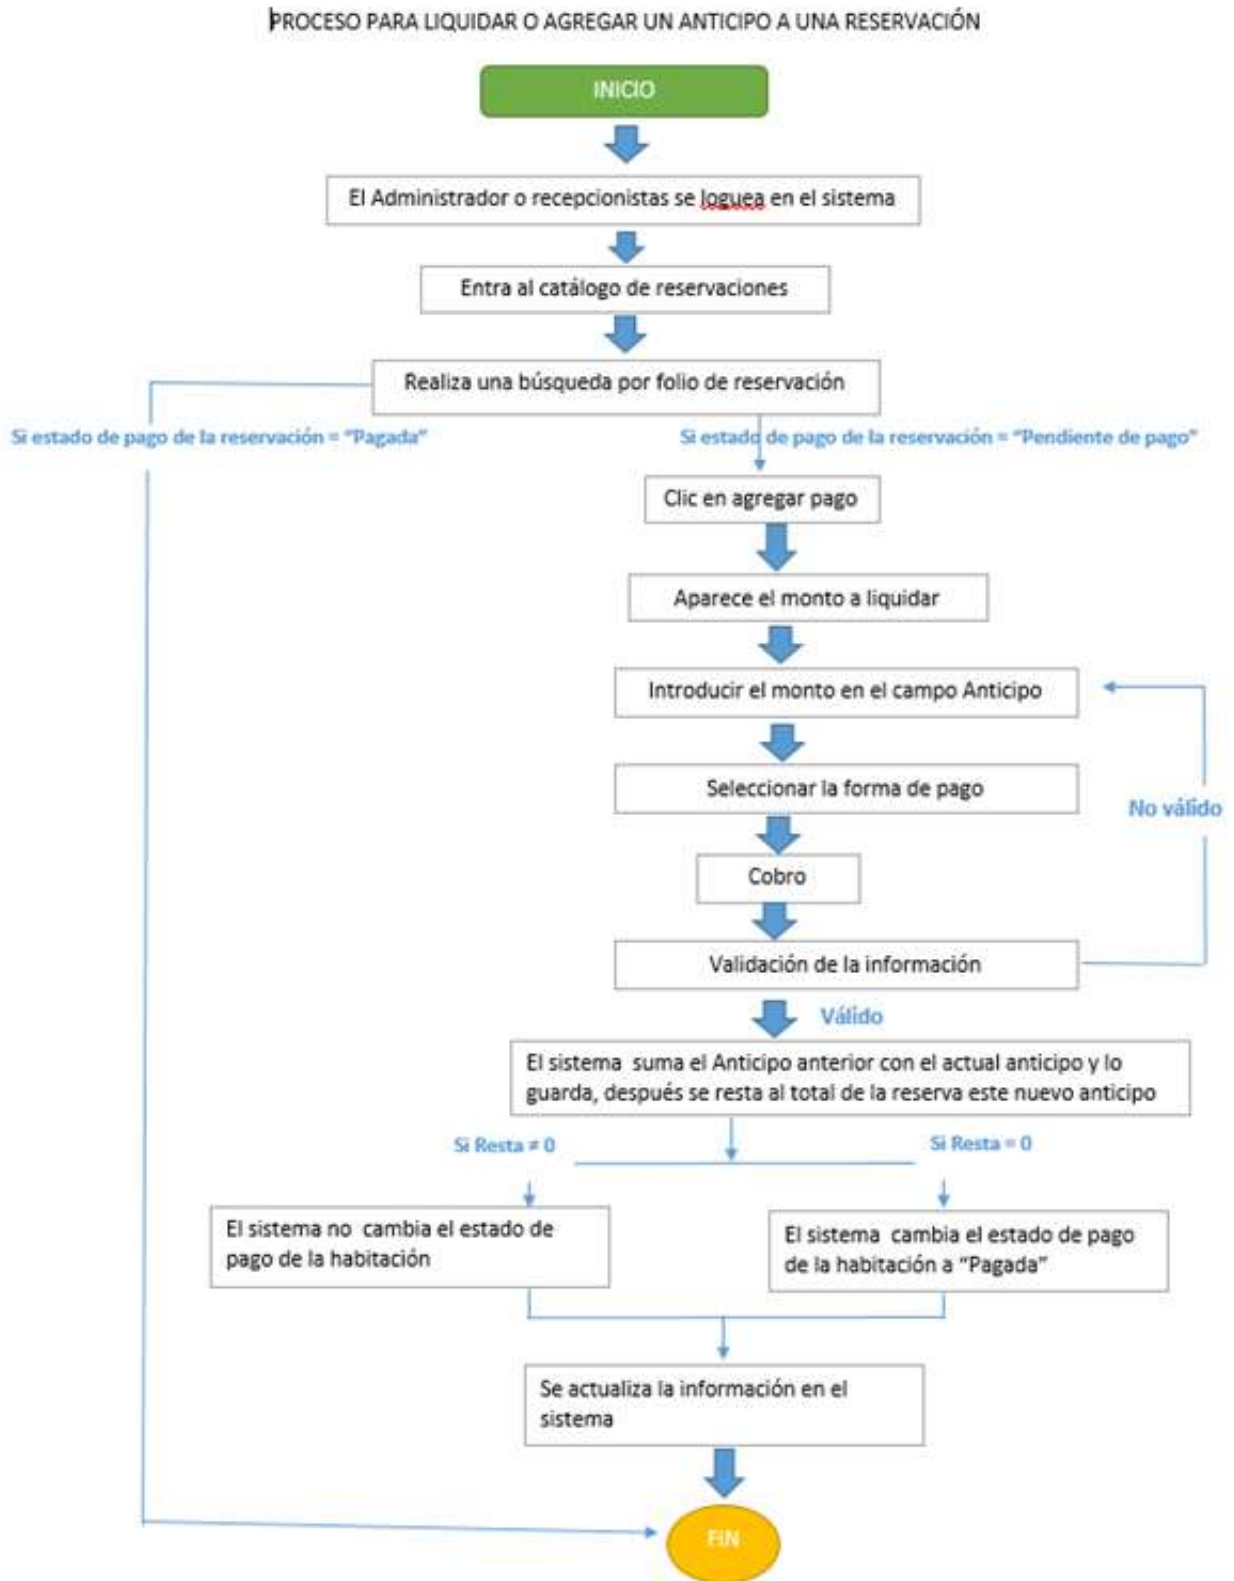 PROCESO PARA LIQUIDAR O AGREGAR UN ANTICIPO A UNA RESERVACIÓN
INICIO
El Administrador o recepcionistas se loguea en el sistema
Entra al catálogo de reservaciones
Realiza una búsqueda por folio de reservación
Si estado de pago de la reservación = “Pagada”
Si estado de pago de la reservación = “Pendiente de pago”
Clic en agregar pago
Aparece el monto a liquidar
Introducir el monto en el campo Anticipo
Seleccionar la forma de pago
No válido
Cobro
Validación de la información
Válido
El sistema suma el Anticipo anterior con el actual anticipo y lo
guarda, después se resta al total de la reserva este nuevo anticipo
Si Resta ≠ 0
Si Resta = 0
El sistema no cambia el estado de
pago de la habitación
El sistema cambia el estado de pago
de la habitación a “Pagada”
Se actualiza la información en el
sistema
FIN